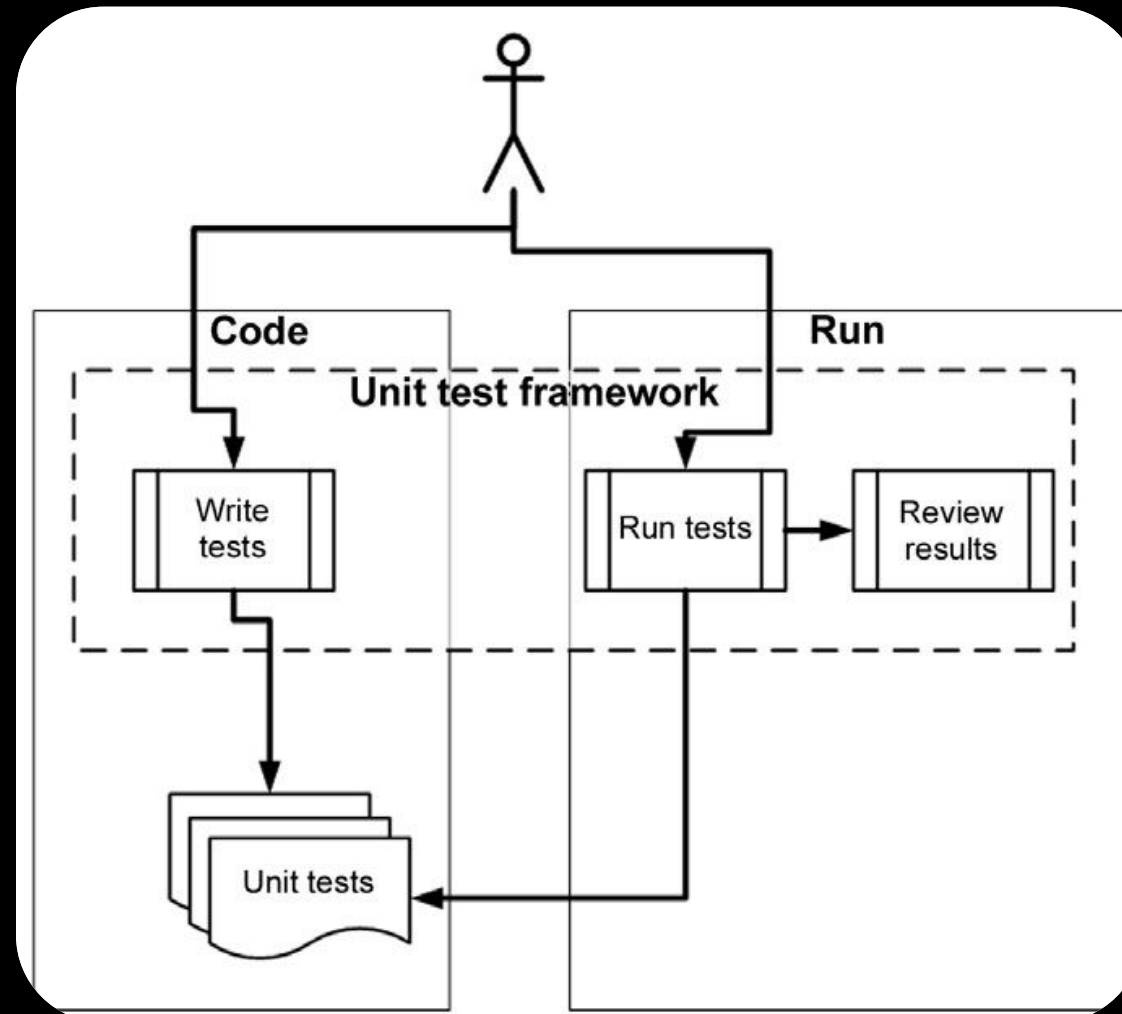 Code
Run
Unit test framework
Write
tests
Run tests
Review
results
Unit tests